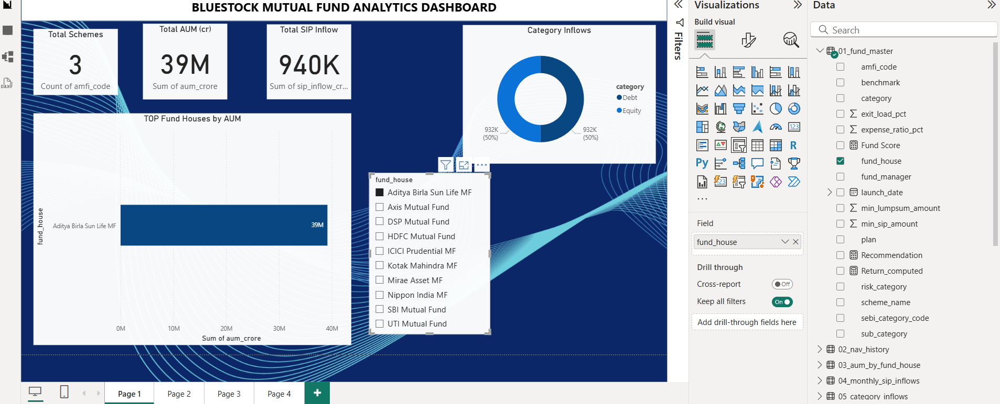 BLUESTOCK MUTUAL FUND ANALYTICS DASHBOARD
Total Schemes
3
Count of amfi_code
Total AUM (cr)
39M
Sum of aum_crore
Total SIP Inflow
940K
Sum of sip_inflow_cr...
Category Inflows
932K
(50%)
932K
(50%)
category
Debt
Equity
TOP Fund Houses by AUM
fund_house
Aditya Birla Sun Life MF
39M
0M
10M
20M
30M
40M
Sum of aum_crore
fund_house
Aditya Birla Sun Life MF
Axis Mutual Fund
DSP Mutual Fund
HDFC Mutual Fund
ICICI Prudential MF
Kotak Mahindra MF
Mirae Asset MF
Nippon India MF
SBI Mutual Fund
UTI Mutual Fund
DAX
Page 1
Page 2
Page 3
Page 4
Filters
Visualizations
Build visual
123
R
Py
123
...
Field
fund_house
Drill through
Cross-report
Off
Keep all filters
On
Add drill-through fields here
Data
Search
01_fund_master
amfi_code
benchmark
category
exit_load_pct
expense_ratio_pct
Fund Score
fund_house
fund_manager
launch_date
min_lumpsum_amount
min_sip_amount
plan
Recommendation
Return_computed
risk_category
scheme_name
sebi_category_code
sub_category
02_nav_history
03_aum_by_fund_house
04_monthly_sip_inflows
05_category_inflows